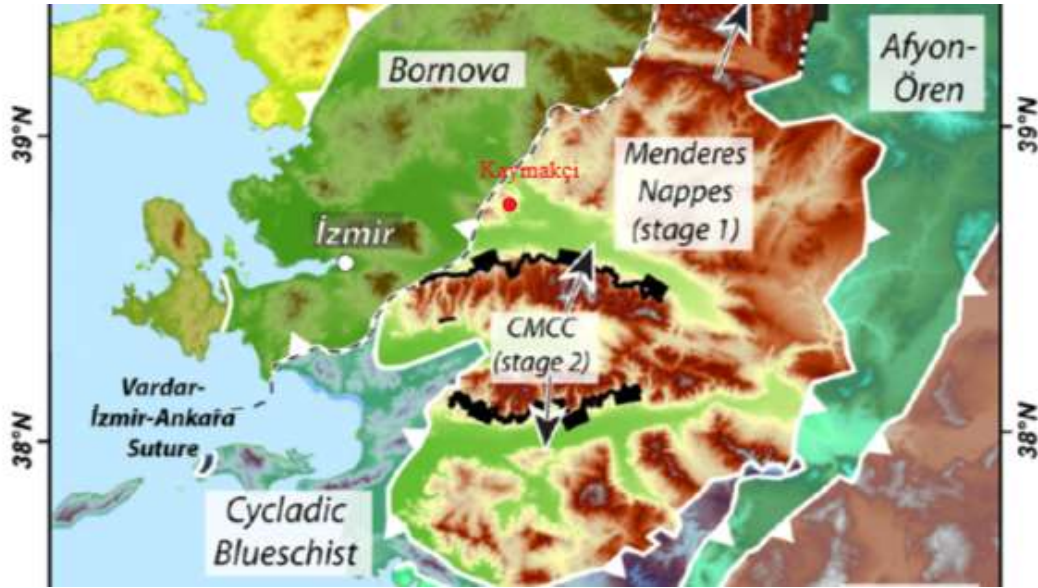 Bornova
Afyon-
Ören
39°N
39°N
Kaymakçi
Menderes
Nappes
(stage 1)
İzmir
CMCC
(stage 2)
Vardar-
İzmir-Ankara
Suture
38°N
38°N
Cycladic
Blueschist